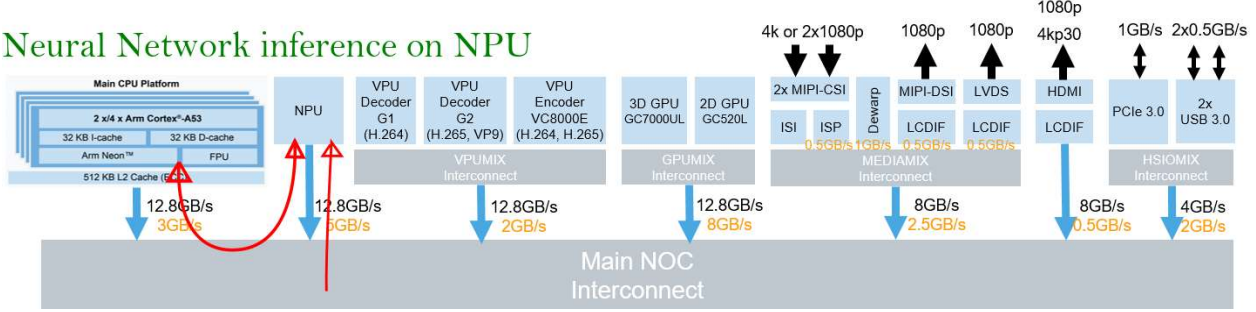 Neural Network inference on NPU
4k or 2x1080p
1080p
1080p
1080p
4kp30
1GB/s
2x0.5GB/s
Main CPU Platform
2 x/4 x Arm Cortex®-A53
32 KB I-cache
32 KB D-cache
Arm Neon™
FPU
512 KB L2 Cache (ECC)
NPU
VPU
Decoder
G1
(H.264)
VPU
Decoder
G2
(H.265, VP9)
VPU
Encoder
VC8000E
(H.264, H.265)
VPUMIX
Interconnect
3D GPU
GC7000UL
2D GPU
GC520L
GPUMIX
Interconnect
2x MIPI-CSI
ISI
ISP
0.5GB/s
Dewarp
1GB/s
MIPI-DSI
LCDIF
0.5GB/s
LVDS
LCDIF
0.5GB/s
MEDIAMIX
Interconnect
HDMI
LCDIF
PCIe 3.0
2x
USB 3.0
HSIOMIX
Interconnect
12.8GB/s
3GB/s
12.8GB/s
5GB/s
12.8GB/s
2GB/s
12.8GB/s
8GB/s
8GB/s
2.5GB/s
8GB/s
0.5GB/s
4GB/s
2GB/s
Main NOC
Interconnect